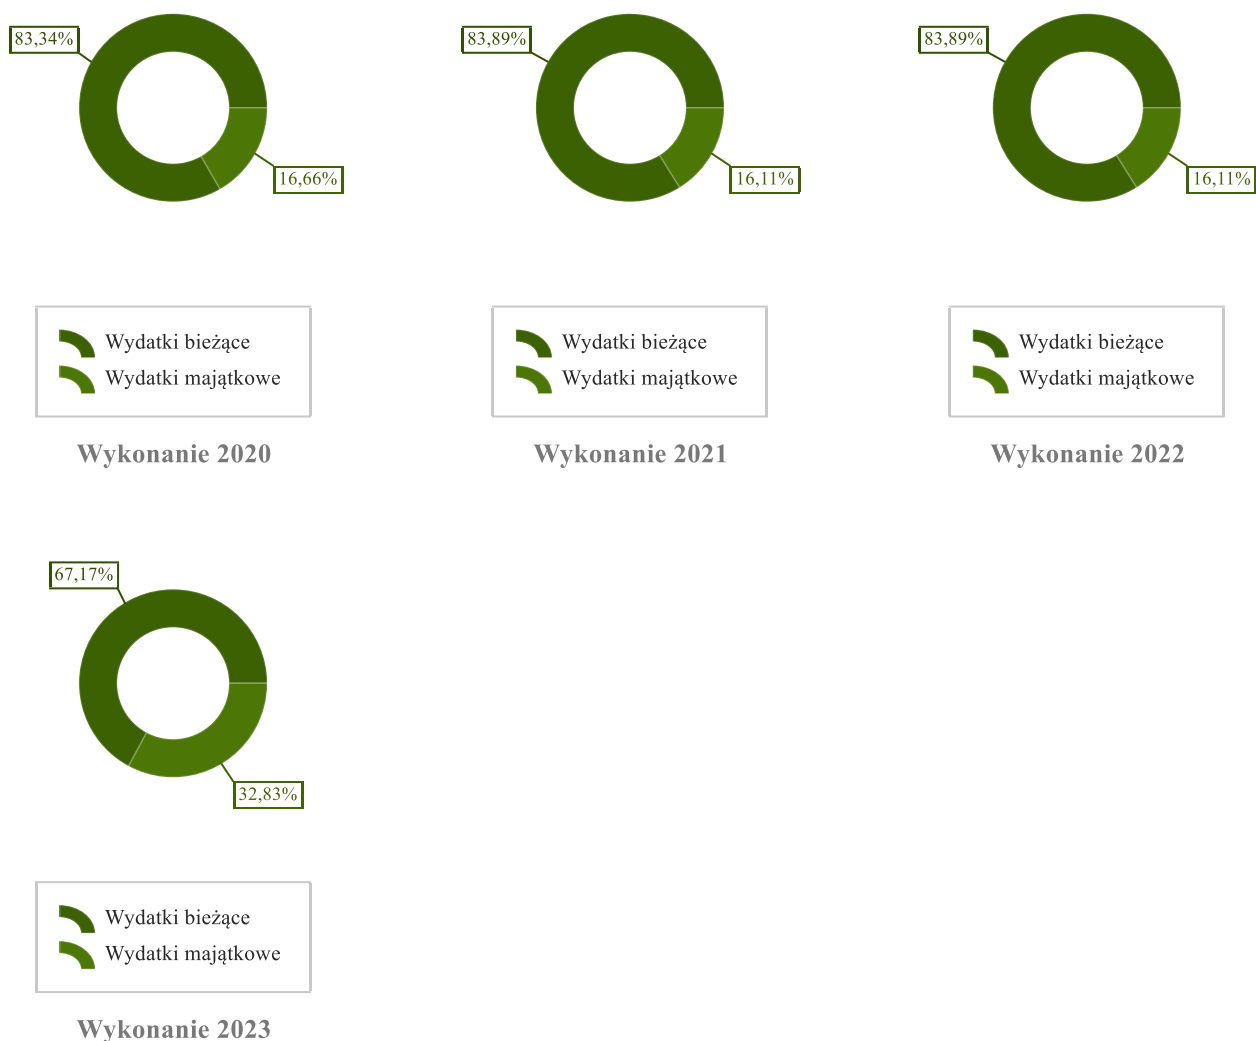 83,34%
16,66%
Wydatki bieżące
Wydatki majątkowe
Wykonanie 2020
83,89%
16,11%
Wydatki bieżące
Wydatki majątkowe
Wykonanie 2021
83,89%
16,11%
Wydatki bieżące
Wydatki majątkowe
Wykonanie 2022
67,17%
32,83%
Wydatki bieżące
Wydatki majątkowe
Wykonanie 2023